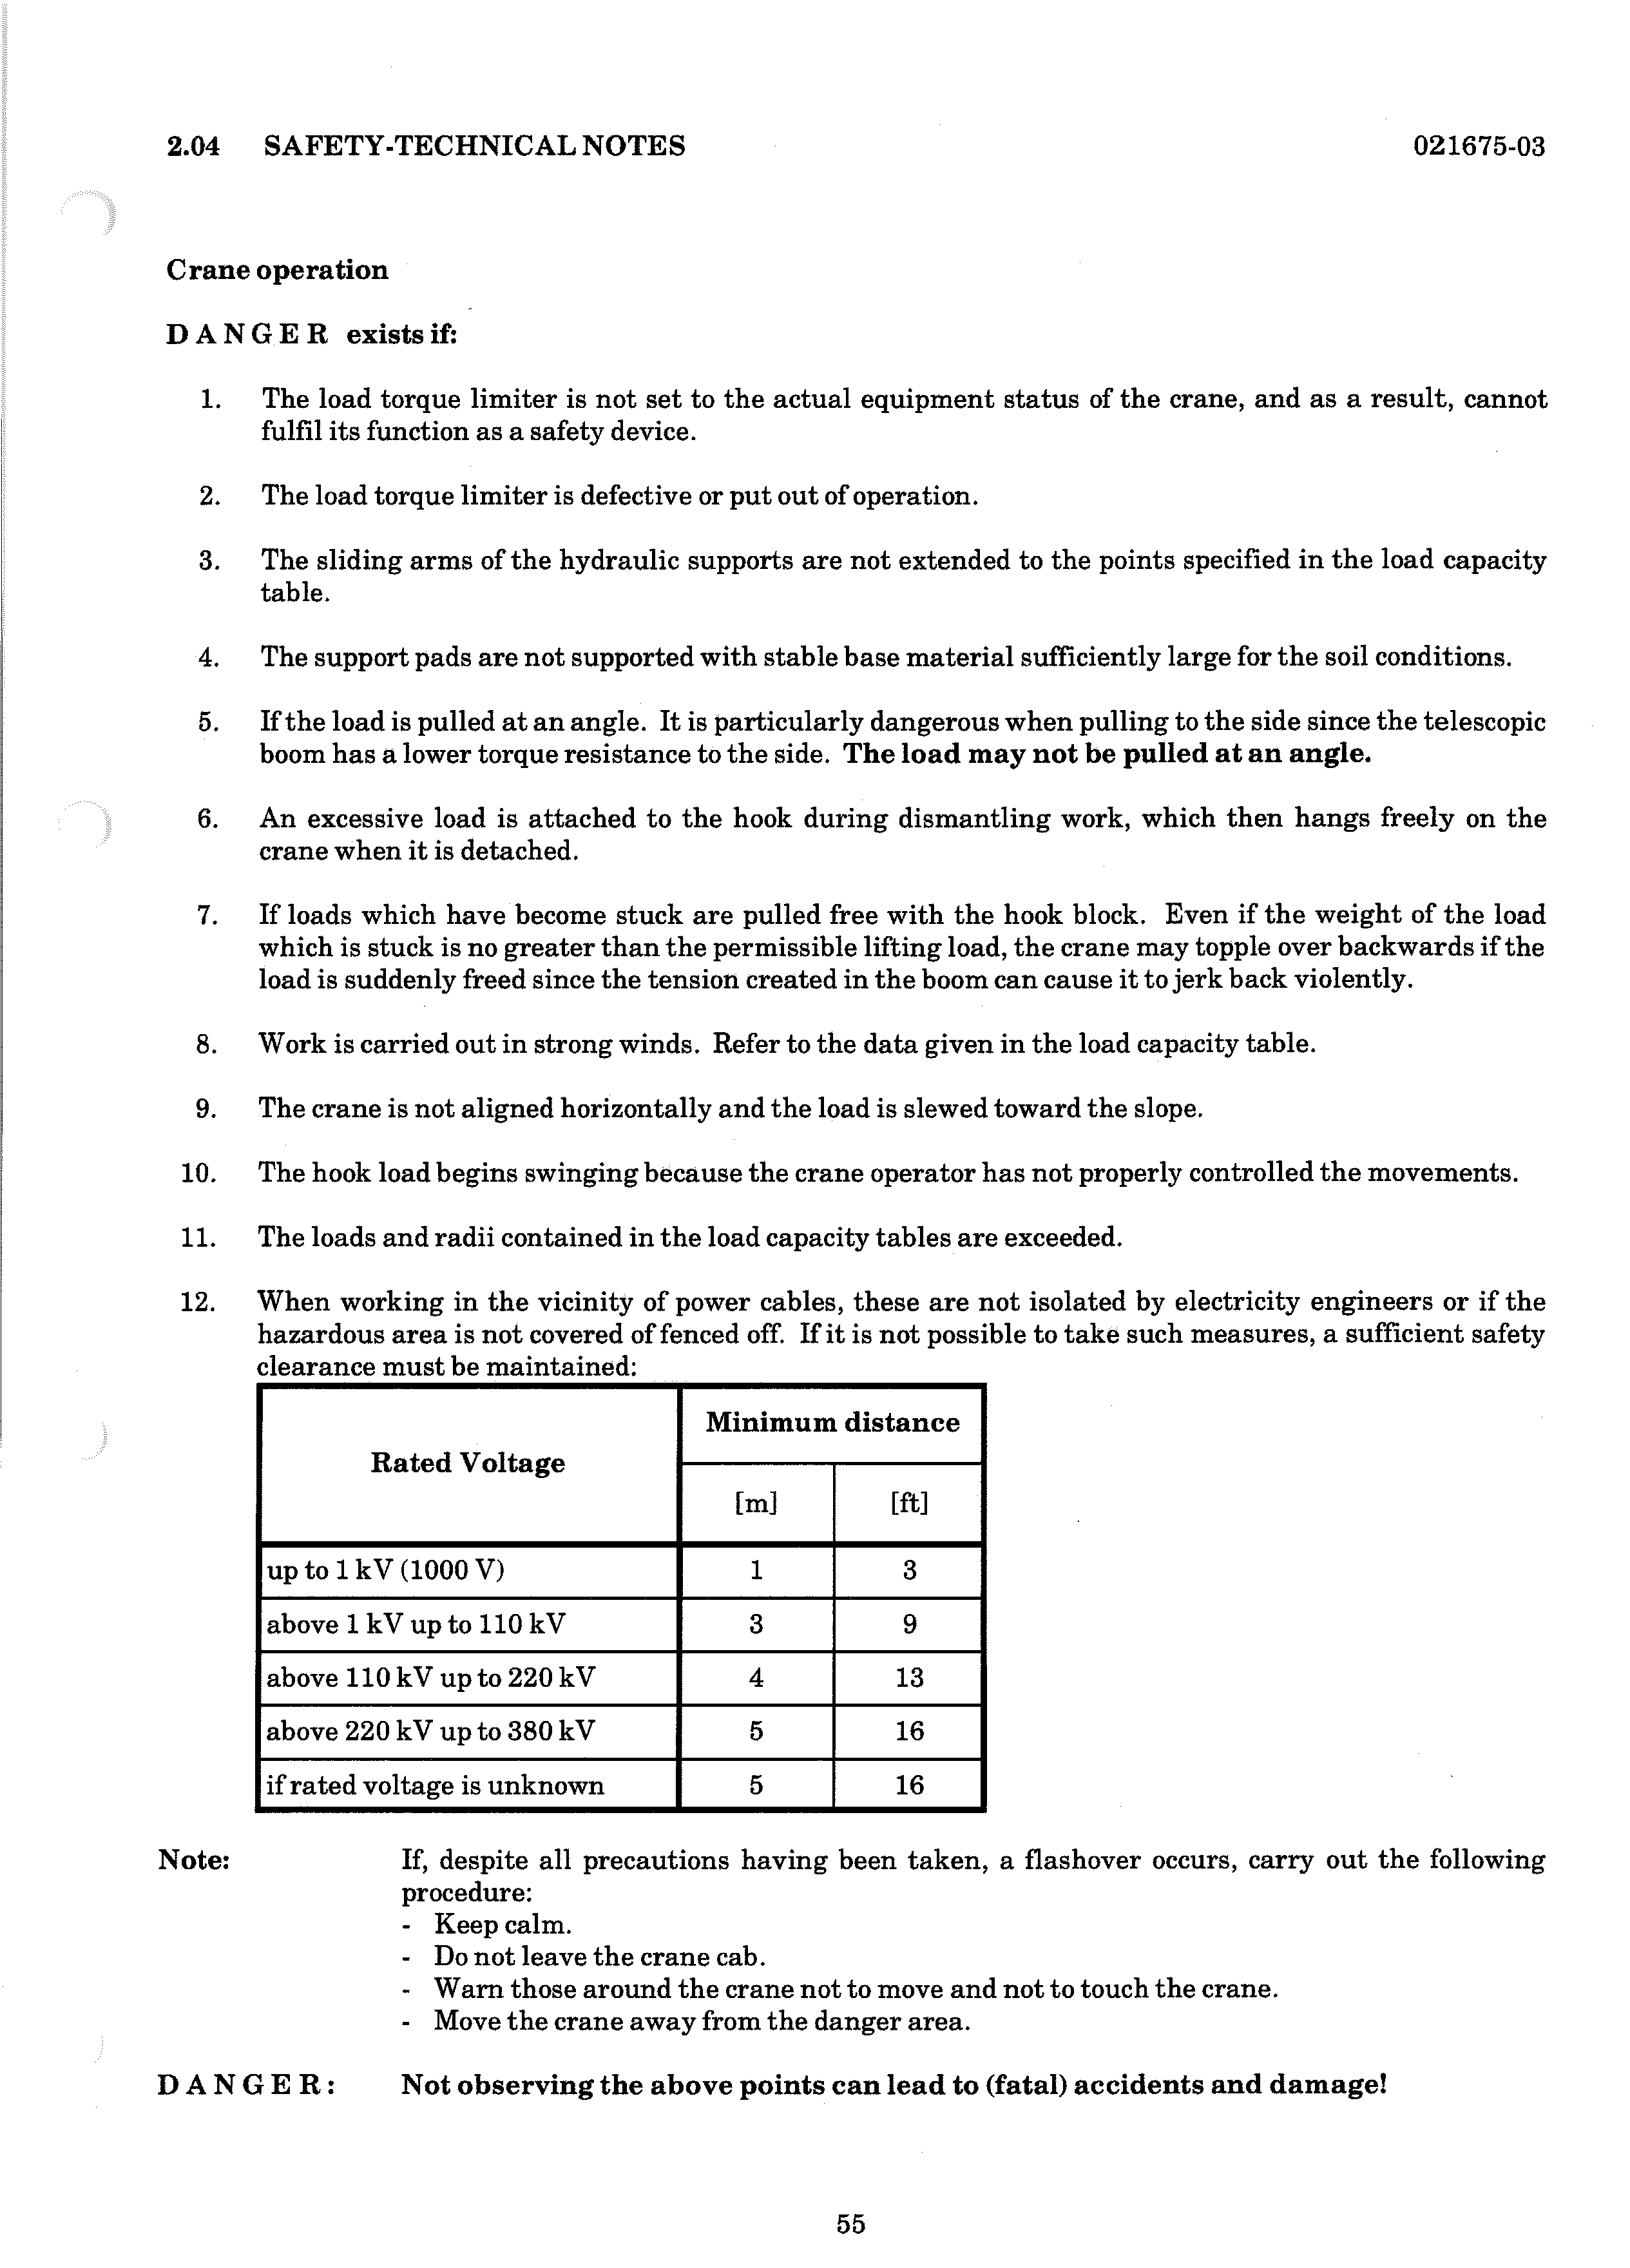 2.04 SAFETY-TECHNICAL NOTES 021675-03
Crane operation
D A N G E R exists if:
1. The load torque limiter is not set to the actual equipment status of the crane, and as a result, cannot
fulfil its function as a safety device.
2. The load torque limiter is defective or put out of operation.
3. The sliding arms of the hydraulic supports are not extended to the points specified in the load capacity
table.
4. The support pads are not supported with stable base material sufficiently large for the soil conditions.
5. If the load is pulled at an angle. It is particularly dangerous when pulling to the side since the telescopic
boom has a lower torque resistance to the side. The load may not be pulled at an angle.
6. An excessive load is attached to the hook during dismantling work, which then hangs freely on the
crane when it is detached.
7. If loads which have become stuck are pulled free with the hook block. Even if the weight of the load
which is stuck is no greater than the permissible lifting load, the crane may topple over backwards if the
load is suddenly freed since the tension created in the boom can cause it to jerk back violently.
8. Work is carried out in strong winds. Refer to the data given in the load capacity table.
9. The crane is not aligned horizontally and the load is slewed toward the slope.
10. The hook load begins swinging because the crane operator has not properly controlled the movements.
11. The loads and radii contained in the load capacity tables are exceeded.
12. When working in the vicinity of power cables, these are not isolated by electricity engineers or if the
hazardous area is not covered of fenced off. If it is not possible to take such measures, a sufficient safety
clearance must be maintained:
Rated Voltage Minimum distance
[m] [ft]
up to 1 kV (1000 V) 1 3
above 1 kV up to 110 kV 3 9
above 110 kV up to 220 kV 4 13
above 220 kV up to 380 kV 5 16
if rated voltage is unknown 5 16
Note: If, despite all precautions having been taken, a flashover occurs, carry out the following
procedure:
- Keep calm.
- Do not leave the crane cab.
- Warn those around the crane not to move and not to touch the crane.
- Move the crane away from the danger area.
D A N G E R : Not observing the above points can lead to (fatal) accidents and damage!
55